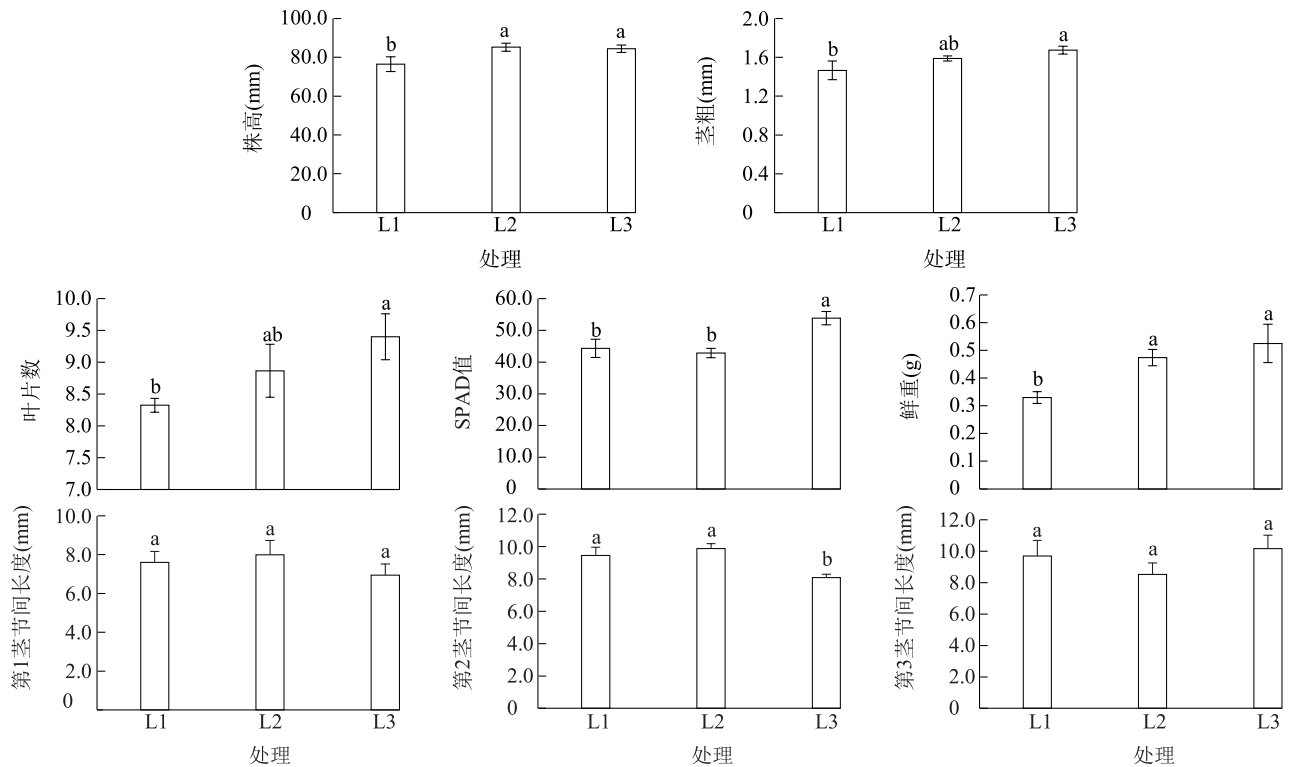 株高(mm)
100.0
80.0
60.0
40.0
20.0
0
b
a
a
L1 L2 L3
处理
茎粗(mm)
2.0
1.6
1.2
0.8
0.4
0
b
ab
a
L1 L2 L3
处理
叶片数
10.0
9.5
9.0
8.5
8.0
7.5
7.0
b
ab
a
SPAD值
60.0
50.0
40.0
30.0
20.0
10.0
0
b
b
a
鲜重(g)
0.7
0.6
0.5
0.4
0.3
0.2
0.1
0
b
a
a
第1茎节间长度(mm)
10.0
8.0
6.0
4.0
2.0
0
a
a
a
L1 L2 L3
处理
第2茎节间长度(mm)
12.0
10.0
8.0
6.0
4.0
2.0
0
a
a
b
L1 L2 L3
处理
第3茎节间长度(mm)
12.0
10.0
8.0
6.0
4.0
2.0
0
a
a
a
L1 L2 L3
处理